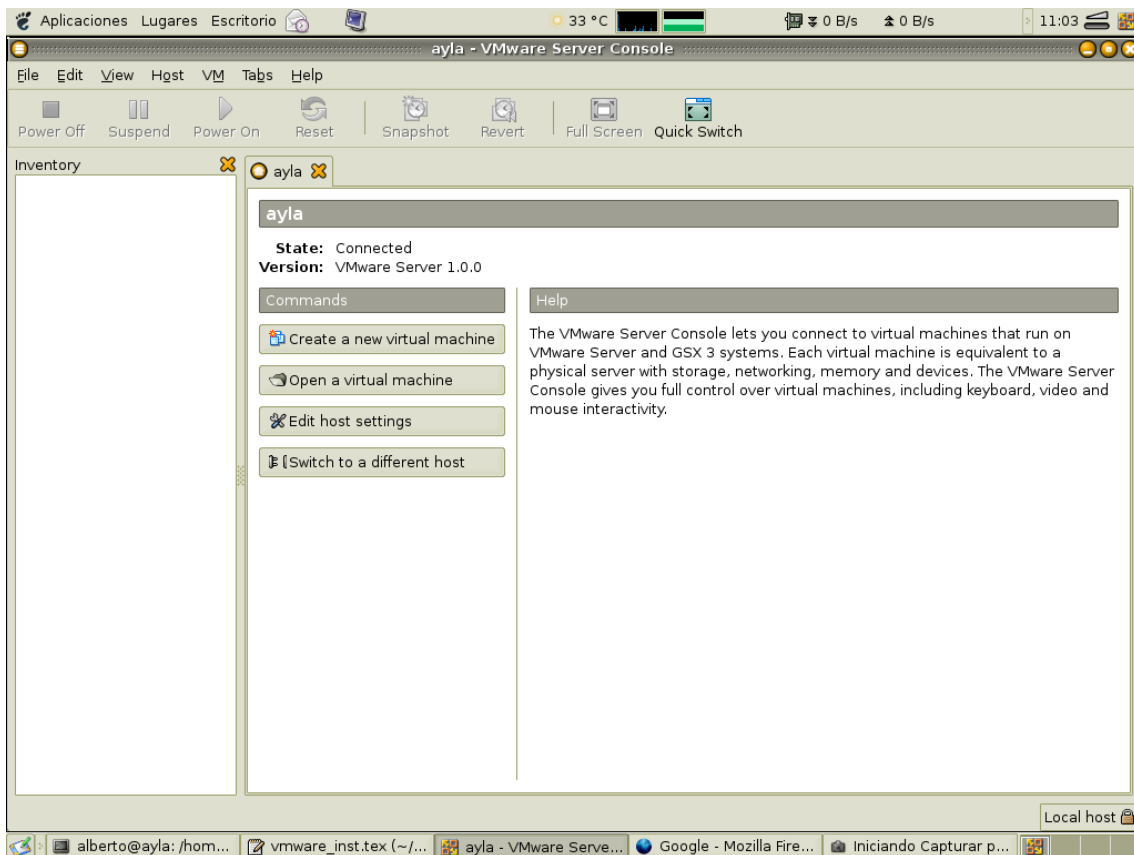 Aplicaciones Lugares Escritorio 33 °C 0 B/s 0 B/s 11:03
ayla - VMware Server Console
File Edit View Host VM Tabs Help
Power Off Suspend Power On Reset Snapshot Revert Full Screen Quick Switch
Inventory
ayla
ayla
State: Connected
Version: VMware Server 1.0.0
Commands
Create a new virtual machine
Open a virtual machine
Edit host settings
Switch to a different host
Help
The VMware Server Console lets you connect to virtual machines that run on
VMware Server and GSX 3 systems. Each virtual machine is equivalent to a
physical server with storage, networking, memory and devices. The VMware Server
Console gives you full control over virtual machines, including keyboard, video and
mouse interactivity.
Local host
alberto@ayla: /hom... vmware_inst.tex (~/... ayla - VMware Serve... Google - Mozilla Fire... Iniciando Capturar p...